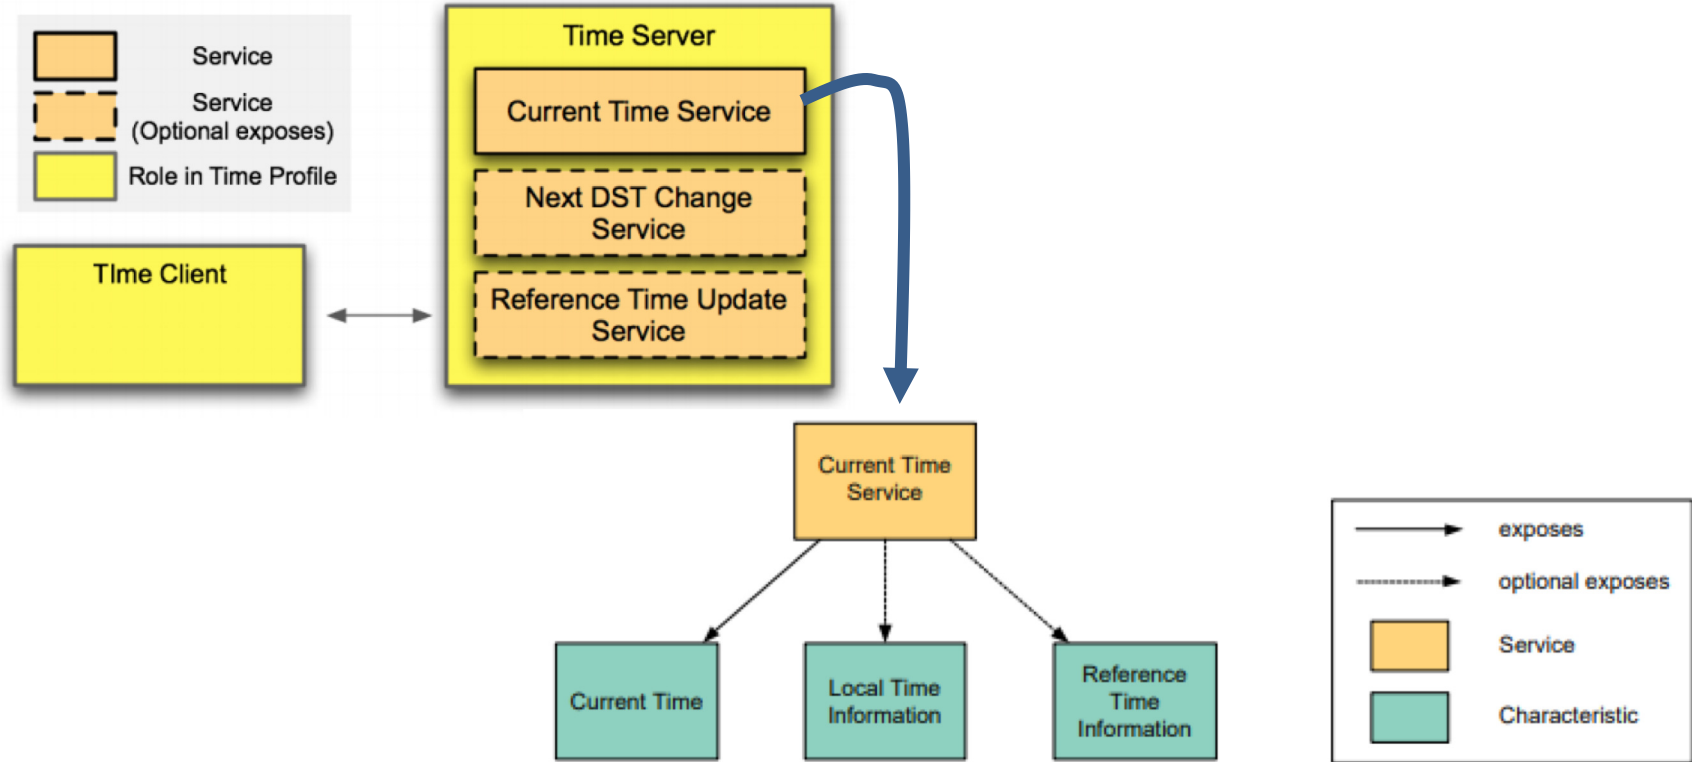 Service
Service
(Optional exposes)
Role in Time Profile
TIme Client
Time Server
Current Time Service
Next DST Change
Service
Reference Time Update
Service
Current Time
Service
Current Time
Local Time
Information
Reference
Time
Information
exposes
optional exposes
Service
Characteristic